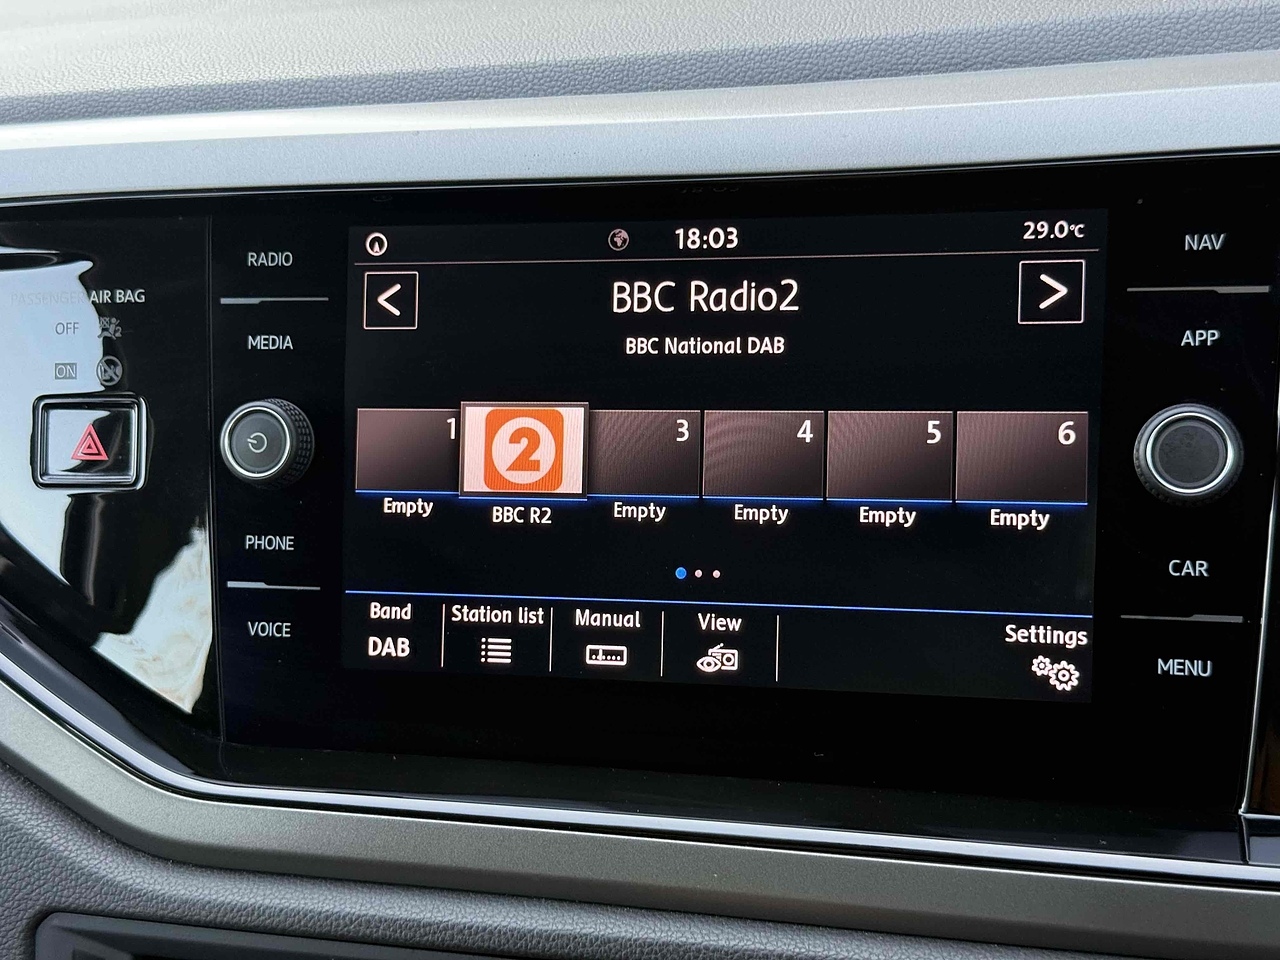 PASSENGER AIR BAG
OFF
ON
RADIO
MEDIA
PHONE
VOICE
18:03
29.0°C
<
BBC Radio2
>
BBC National DAB
1
2
3
4
5
6
Empty
BBC R2
Empty
Empty
Empty
Empty
Band
DAB
Station list
Manual
View
Settings
NAV
APP
CAR
MENU